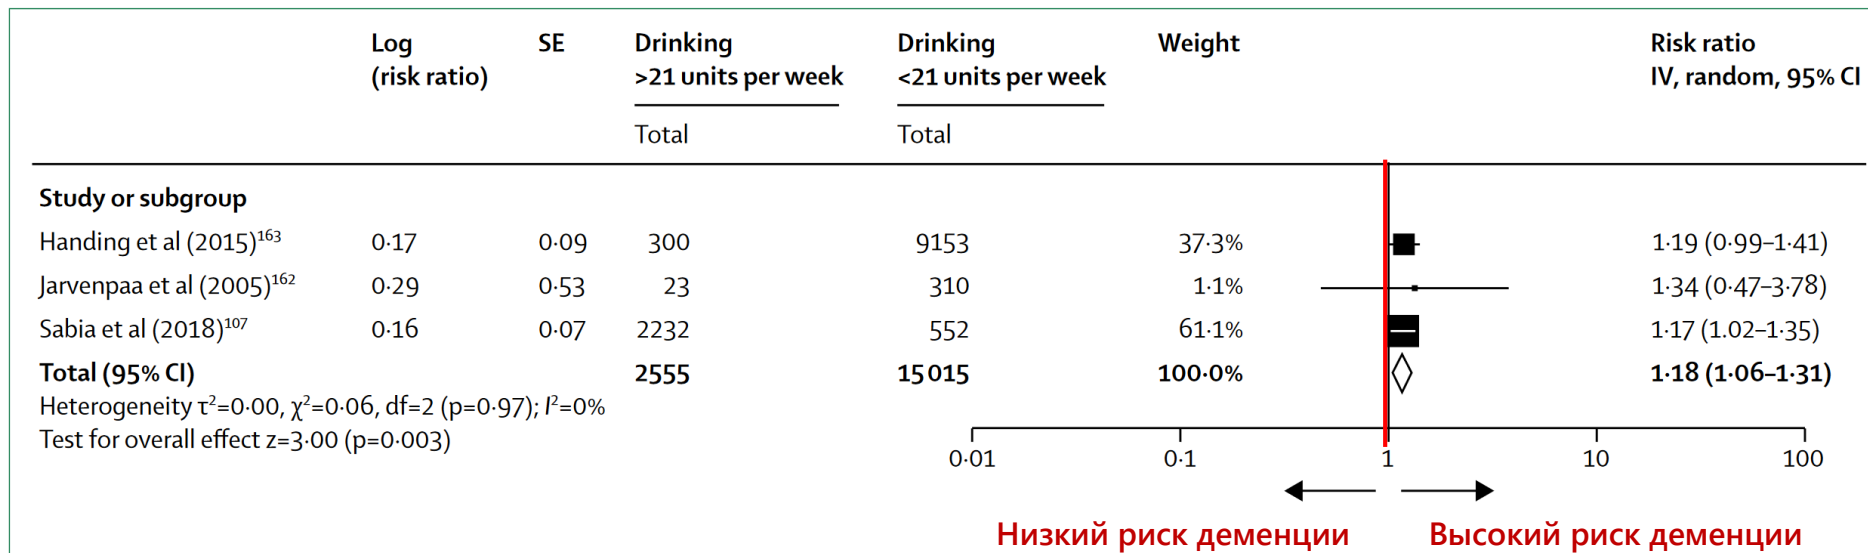 Log SE Drinking Drinking Weight Risk ratio
(risk ratio) >21 units per week <21 units per week IV, random, 95% CI
Total Total
Study or subgroup
Handing et al (2015)¹⁶³ 0·17 0·09 300 9153 37·3% 1·19 (0·99–1·41)
Jarvenpaa et al (2005)¹⁶² 0·29 0·53 23 310 1·1% 1·34 (0·47–3·78)
Sabia et al (2018)¹⁰⁷ 0·16 0·07 2232 552 61·1% 1·17 (1.02–1·35)
Total (95% CI) 2555 15 015 100·0% 1·18 (1·06–1·31)
Heterogeneity τ²=0·00, χ²=0·06, df=2 (p=0·97); I²=0%
Test for overall effect z=3·00 (p=0·003)
0·01 0·1 1 10 100
Низкий риск деменции Высокий риск деменции